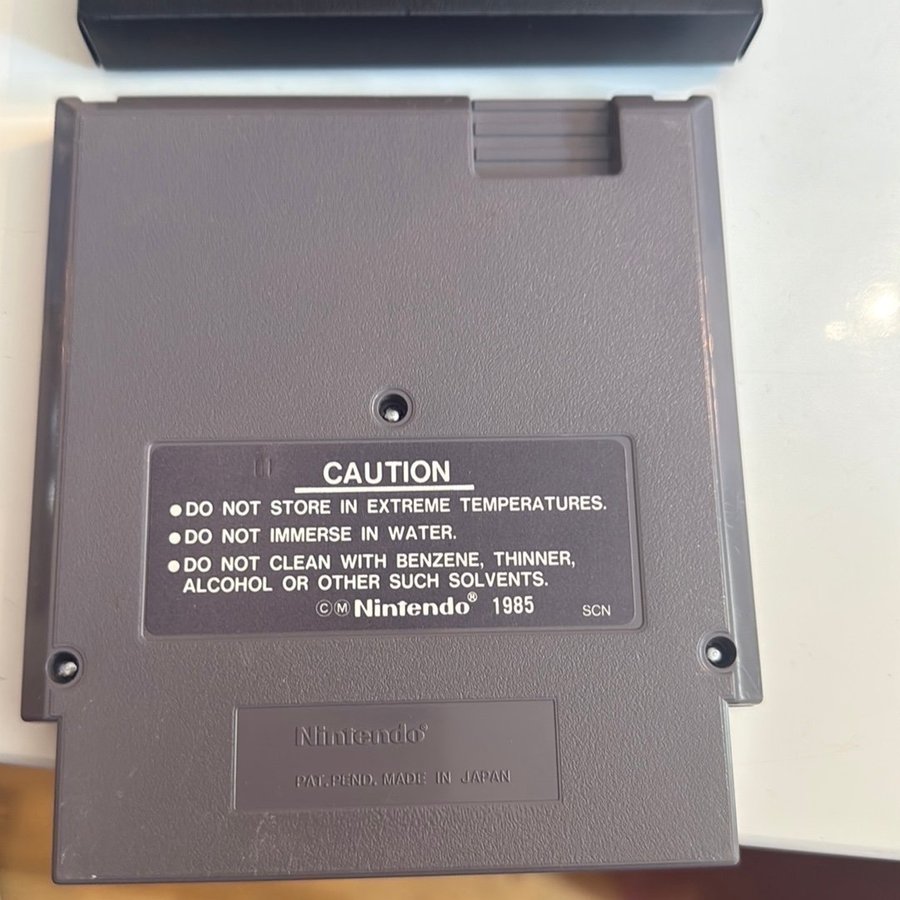 CAUTION
●DO NOT STORE IN EXTREME TEMPERATURES.
●DO NOT IMMERSE IN WATER.
●DO NOT CLEAN WITH BENZENE, THINNER,
ALCOHOL OR OTHER SUCH SOLVENTS.
ⒸⓂNintendo® 1985 SCN
Nintendo®
PAT.PEND. MADE IN JAPAN